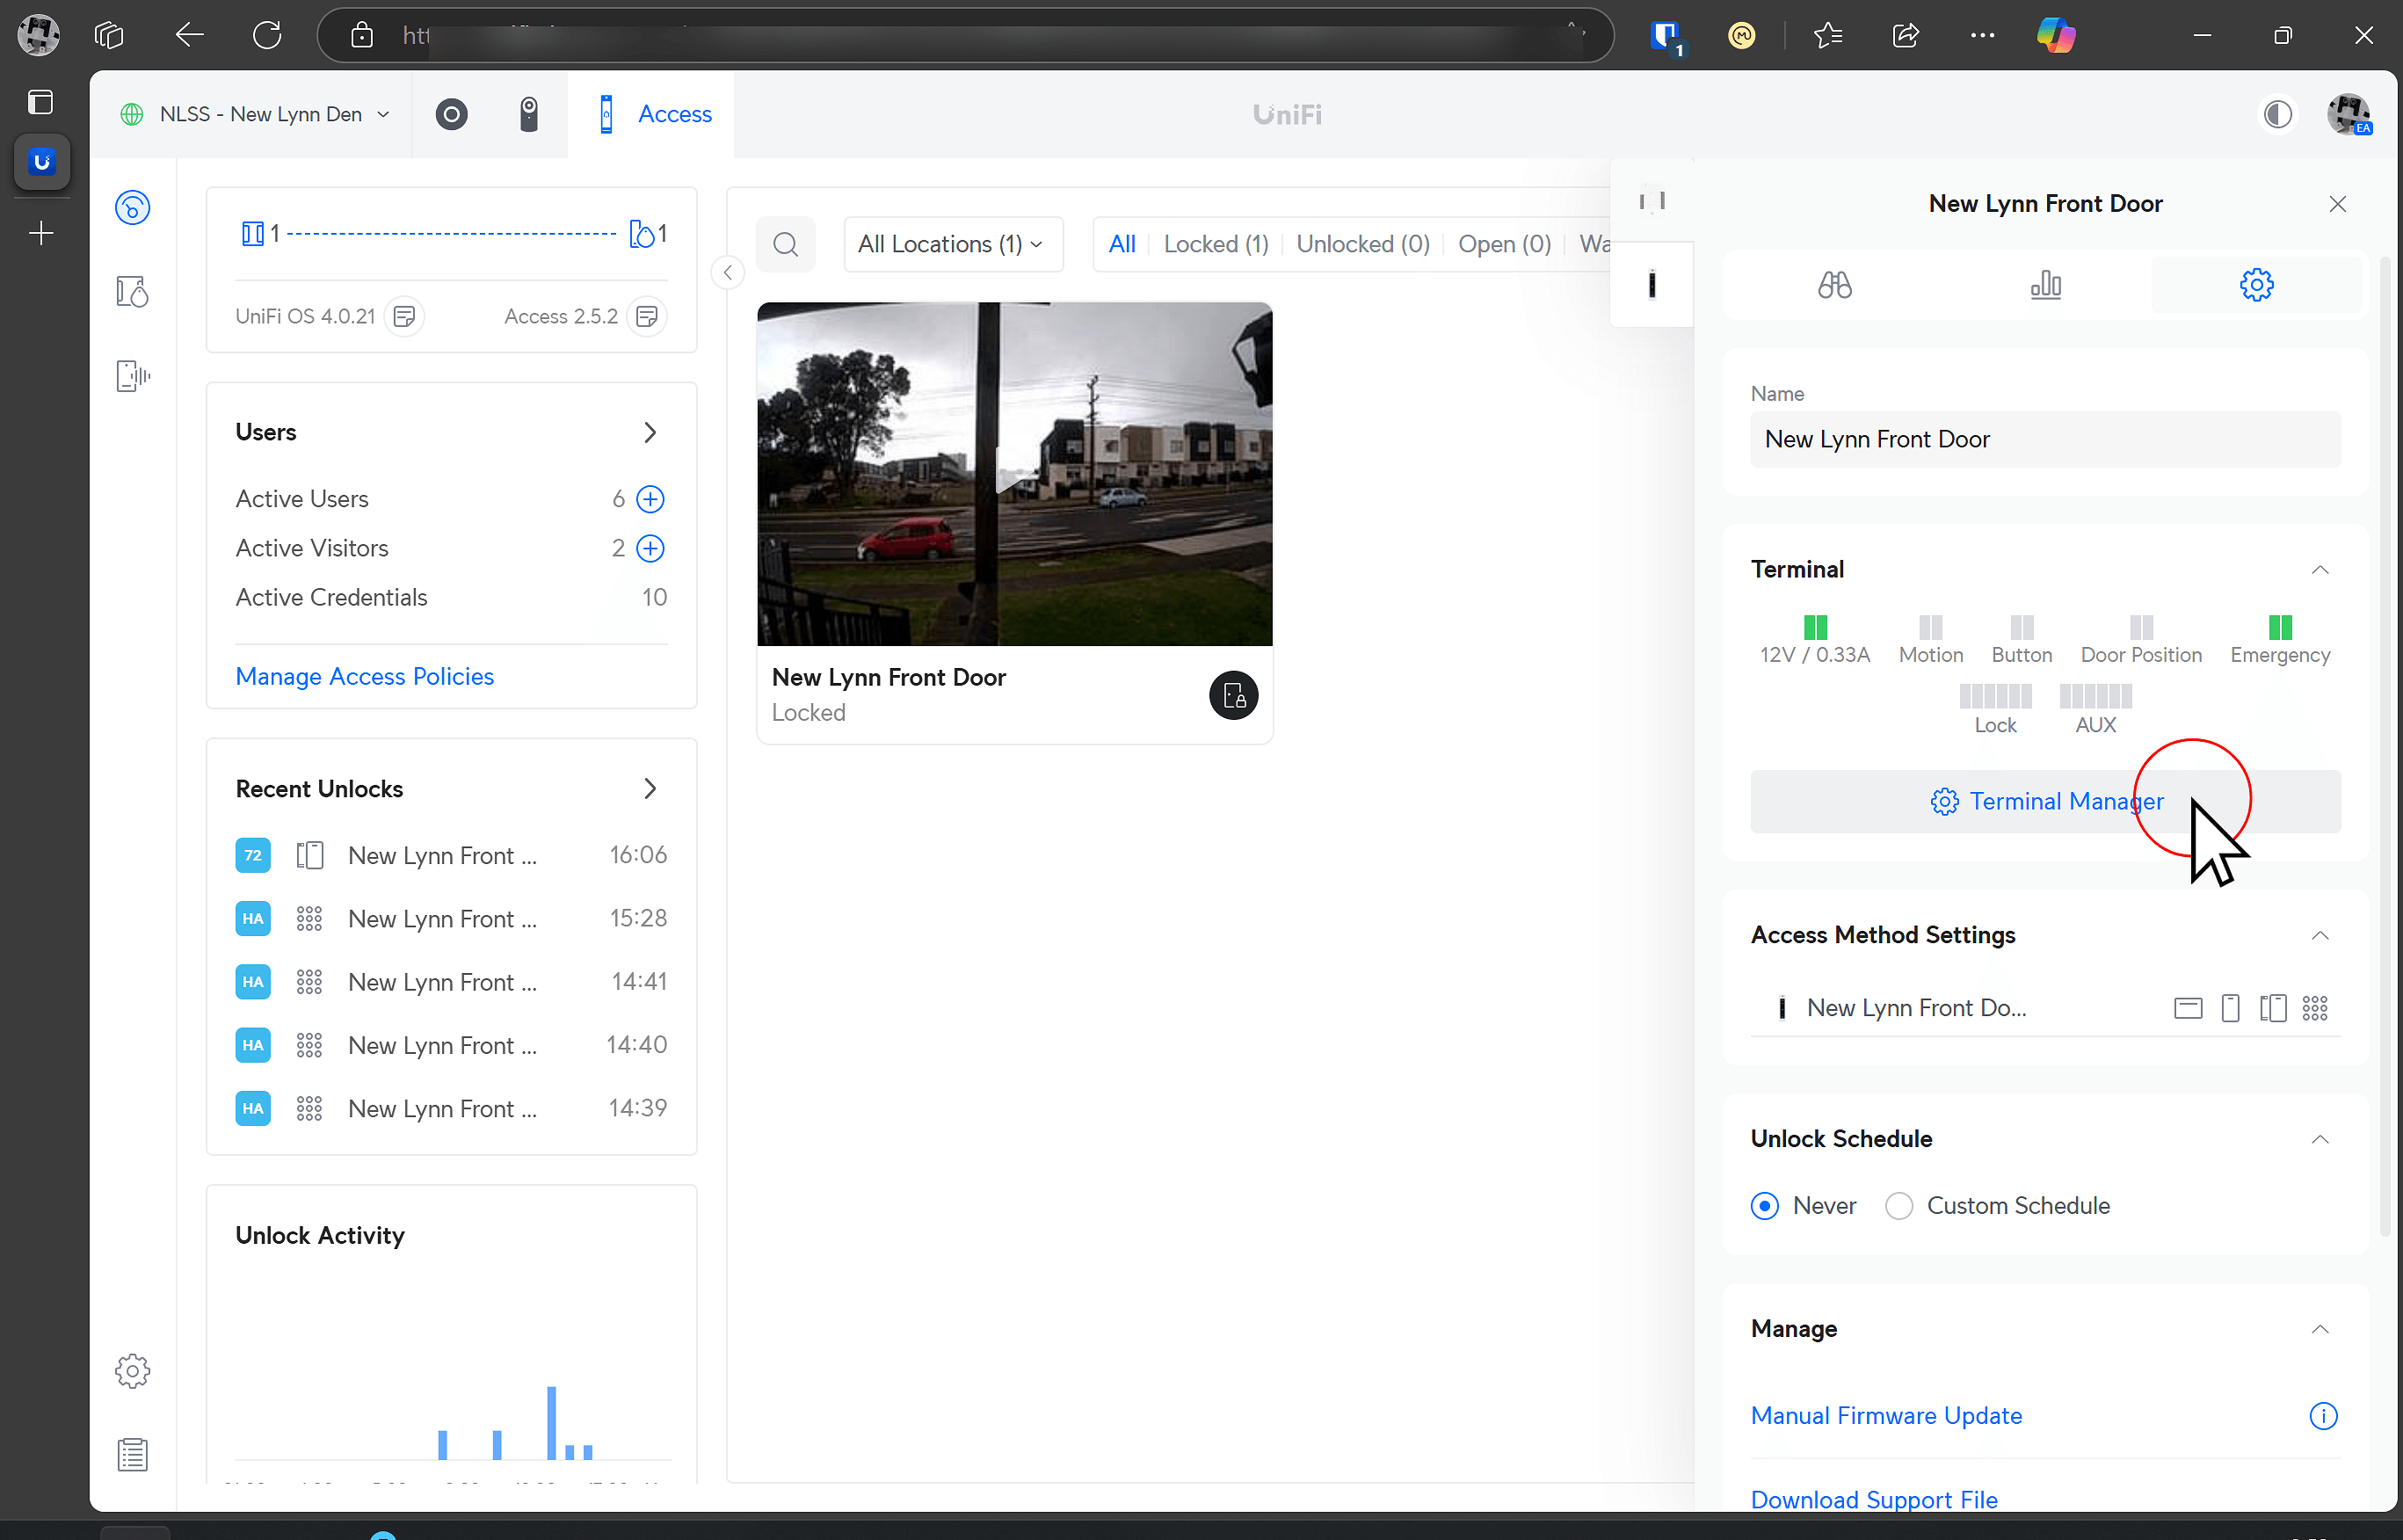 1
NLSS - New Lynn Den
Access
UniFi
EA
1
1
UniFi OS 4.0.21
Access 2.5.2
Users
Active Users 6
Active Visitors 2
Active Credentials 10
Manage Access Policies
Recent Unlocks
72 New Lynn Front ... 16:06
HA New Lynn Front ... 15:28
HA New Lynn Front ... 14:41
HA New Lynn Front ... 14:40
HA New Lynn Front ... 14:39
Unlock Activity
All Locations (1)
All Locked (1) Unlocked (0) Open (0)
New Lynn Front Door
Locked
New Lynn Front Door
Name
New Lynn Front Door
Terminal
12V / 0.33A Motion Button Door Position Emergency
Lock AUX
Terminal Manager
Access Method Settings
New Lynn Front Do...
Unlock Schedule
Never Custom Schedule
Manage
Manual Firmware Update
Download Support File